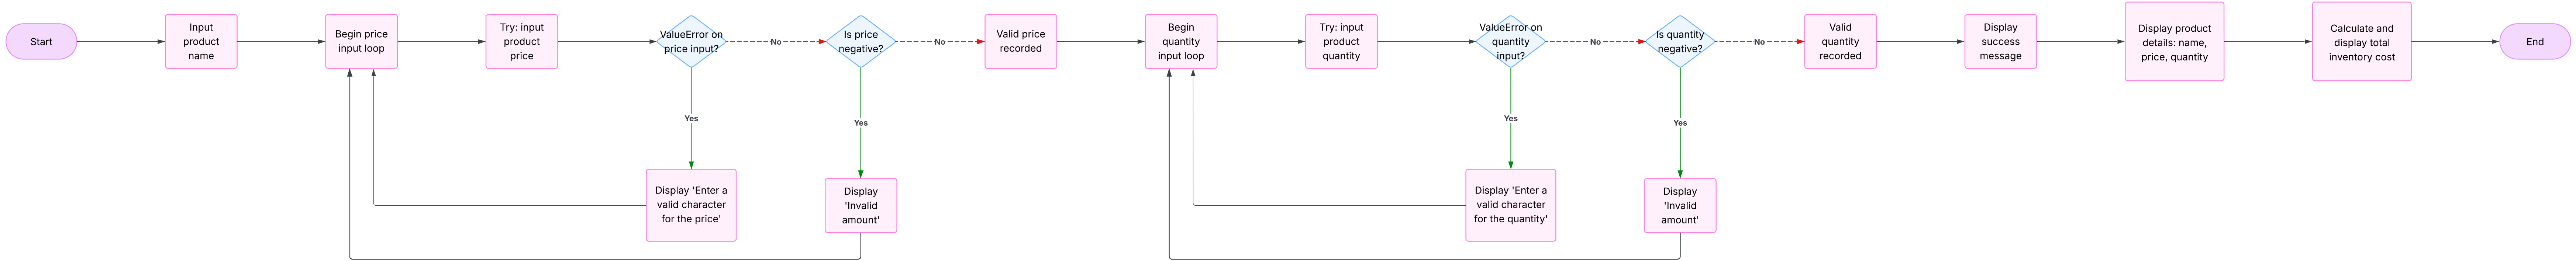 Start
Input
product
name
Begin price
input loop
Try: input
product
price
ValueError on
price input?
No
Is price
negative?
No
Valid price
recorded
Begin
quantity
input loop
Try: input
product
quantity
ValueError on
quantity
input?
No
Is quantity
negative?
No
Valid
quantity
recorded
Display
success
message
Display product
details: name,
price, quantity
Calculate and
display total
inventory cost
End
Yes
Yes
Yes
Yes
Display 'Enter a
valid character
for the price'
Display
'Invalid
amount'
Display 'Enter a
valid character
for the quantity'
Display
'Invalid
amount'